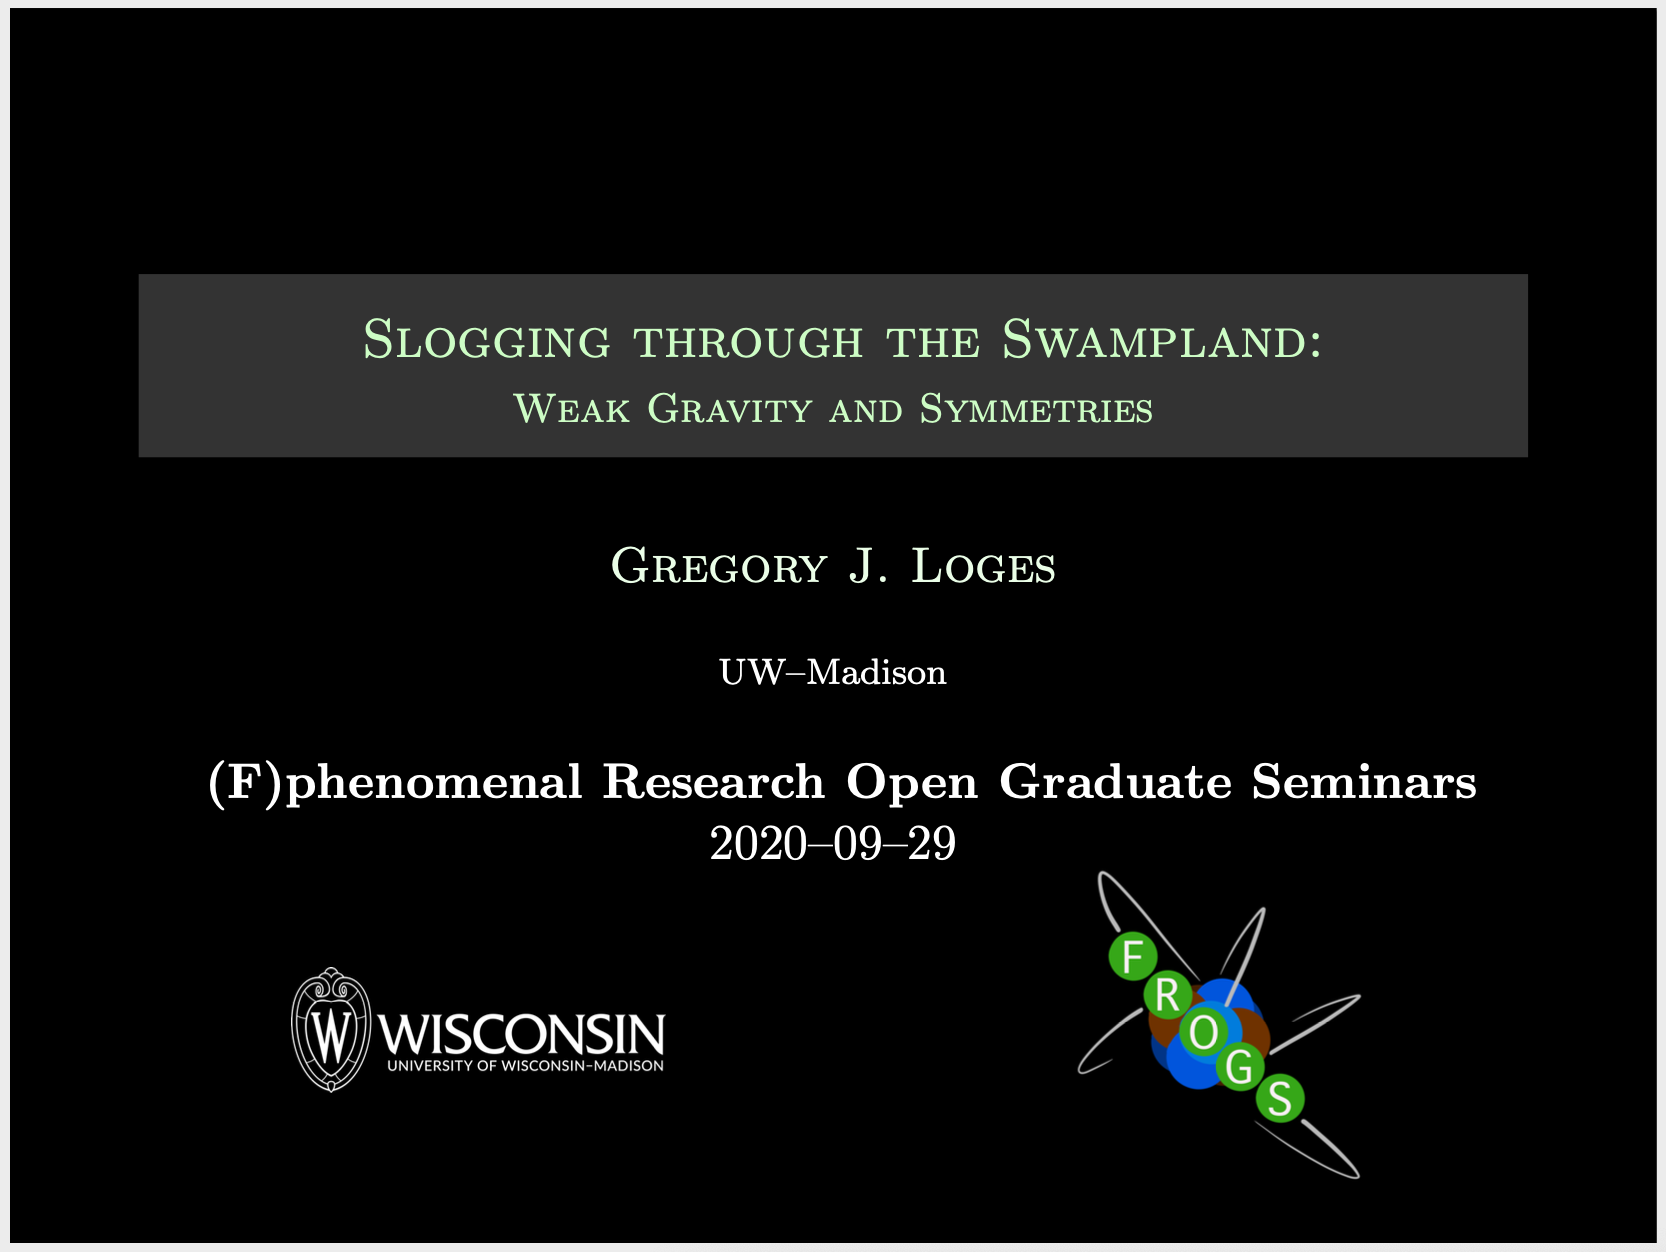 Slogging through the Swampland:
Weak Gravity and Symmetries
Gregory J. Loges
UW–Madison
(F)phenomenal Research Open Graduate Seminars
2020–09–29
W WISCONSIN
UNIVERSITY OF WISCONSIN–MADISON
F
R
O
G
S